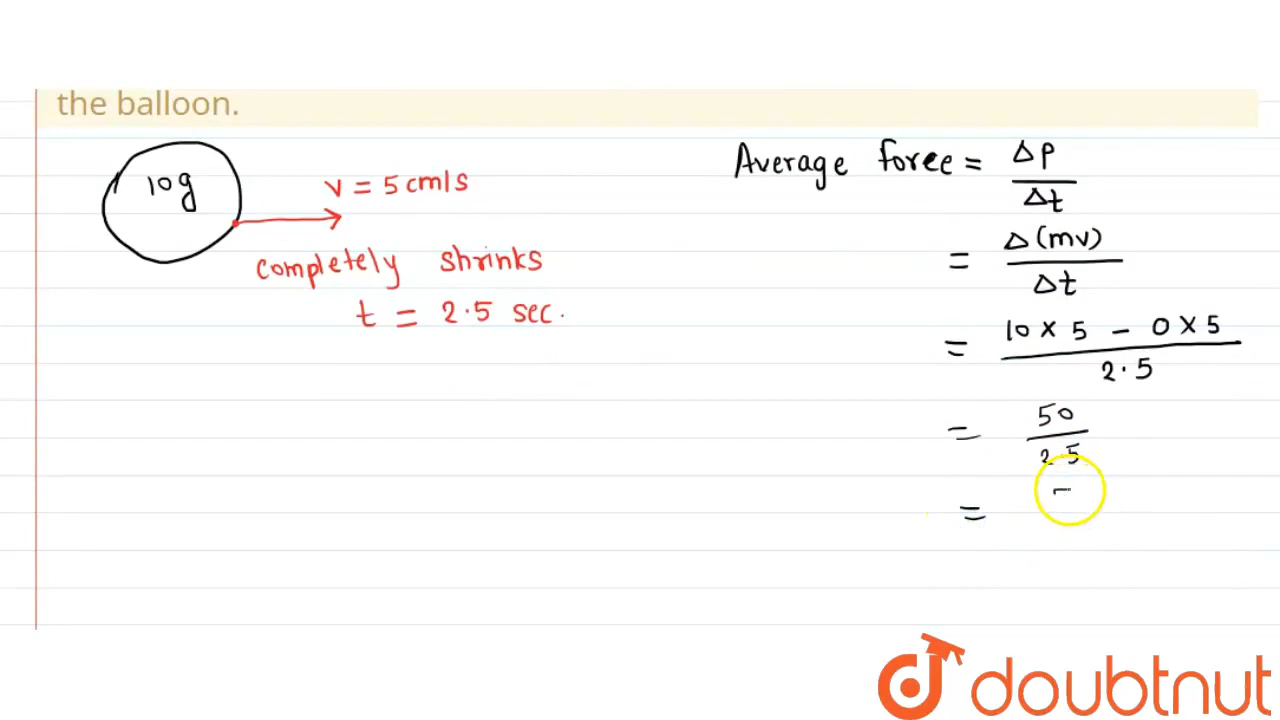 the balloon.
10g
v = 5 cm/s
completely shrinks
t = 2.5 sec.
Average force = Δp
Δt
= Δ(mv)
Δt
= 10 × 5 - 0 × 5
2.5
= 50
2.5
=
doubtnut